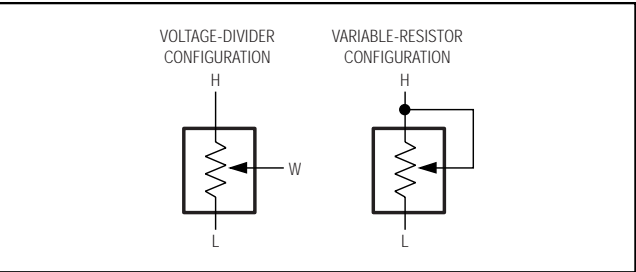 VOLTAGE-DIVIDER
CONFIGURATION
H
W
L
VARIABLE-RESISTOR
CONFIGURATION
H
L